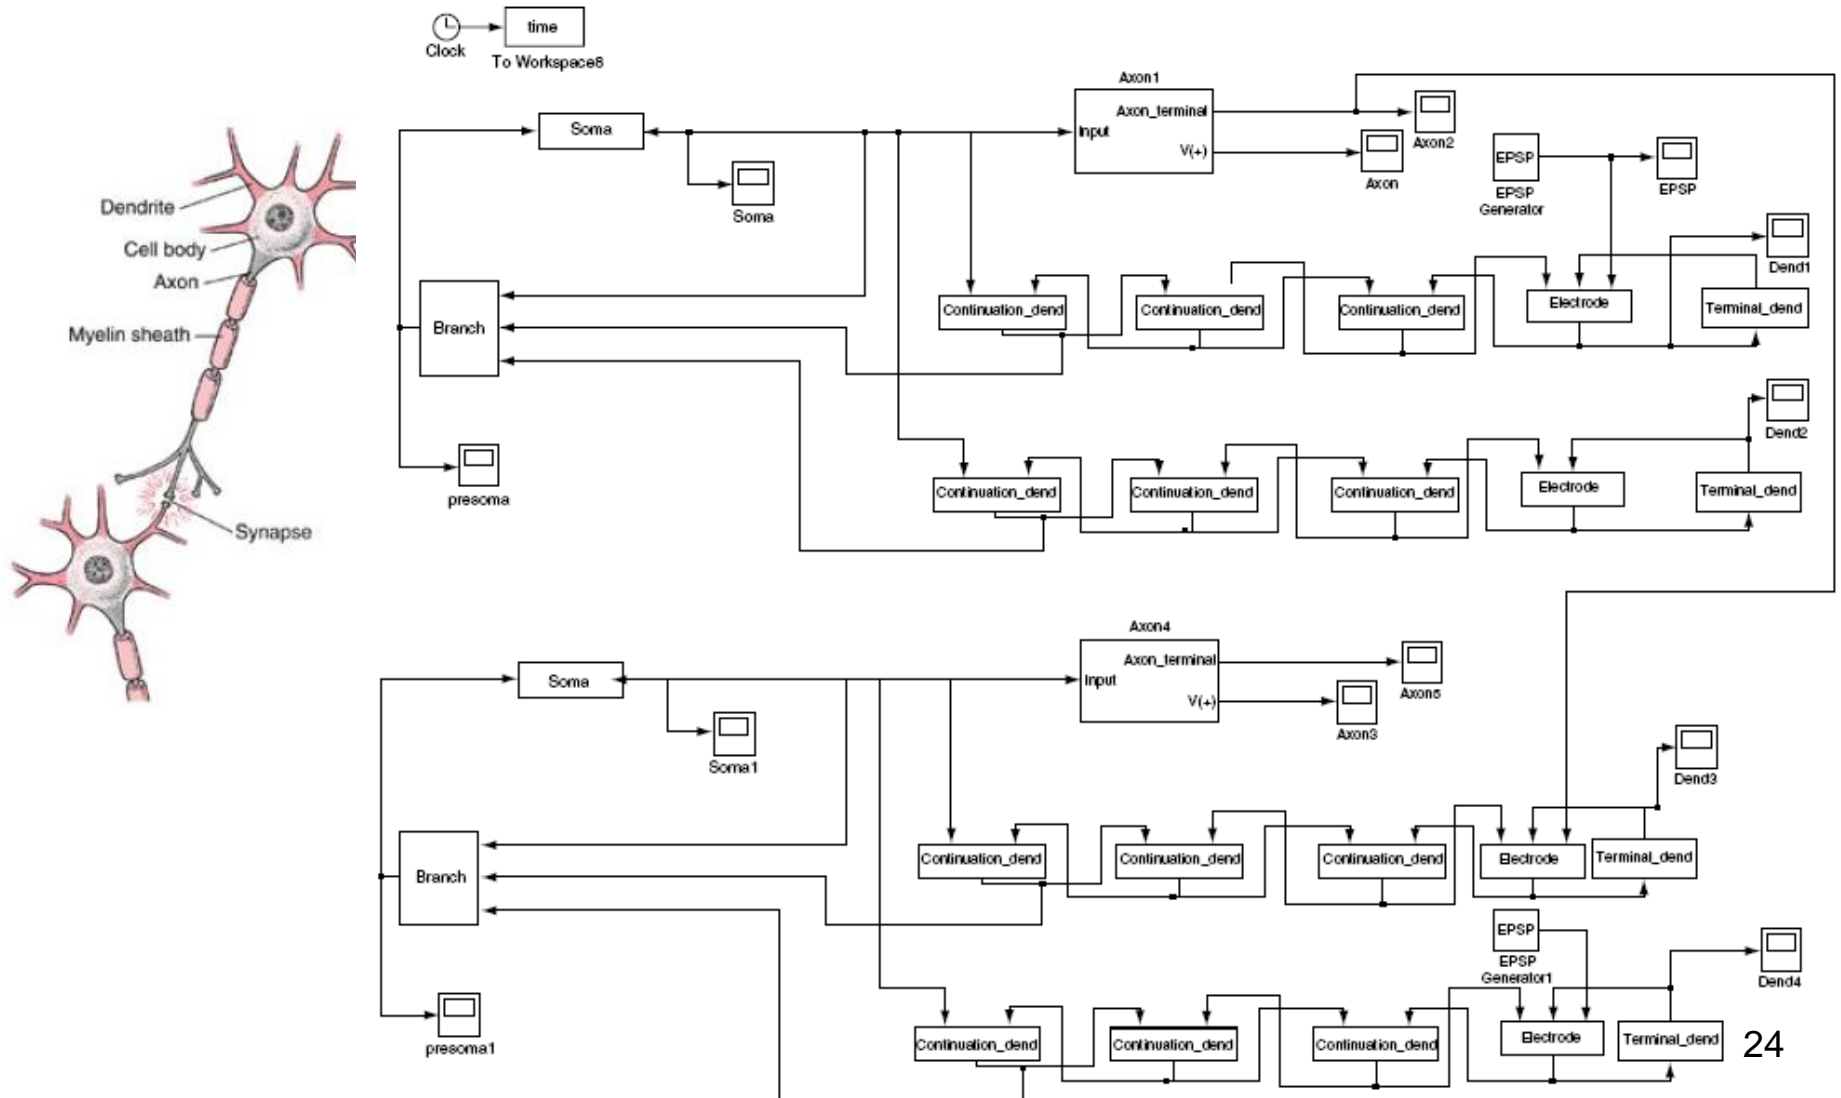 time
Clock
To Workspace6
Dendrite
Cell body
Axon
Myelin sheath
Synapse
Axon1
Axon_terminal
Input
V(+)
Axon2
Axon
Soma
Soma
EPSP
EPSP
Generator
EPSP
Dend1
Branch
Continuation_dend
Continuation_dend
Continuation_dend
Electrode
Terminal_dend
presoma
Dend2
Continuation_dend
Continuation_dend
Continuation_dend
Electrode
Terminal_dend
Axon4
Axon_terminal
Input
V(+)
Axon5
Axon3
Soma
Soma1
Dend3
Branch
Continuation_dend
Continuation_dend
Continuation_dend
Electrode
Terminal_dend
EPSP
EPSP
Generator1
Dend4
presoma1
Continuation_dend
Continuation_dend
Continuation_dend
Electrode
Terminal_dend
24